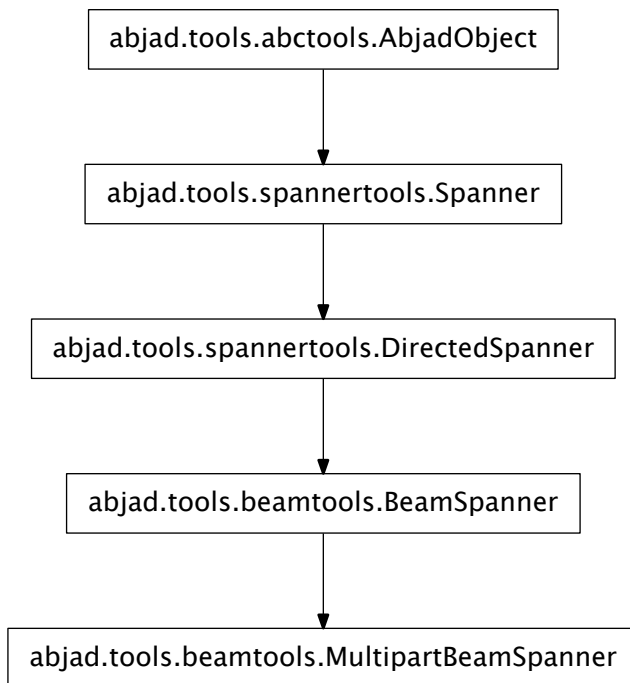 abjad.tools.abctools.AbjadObject
abjad.tools.spannertools.Spanner
abjad.tools.spannertools.DirectedSpanner
abjad.tools.beamtools.BeamSpanner
abjad.tools.beamtools.MultipartBeamSpanner